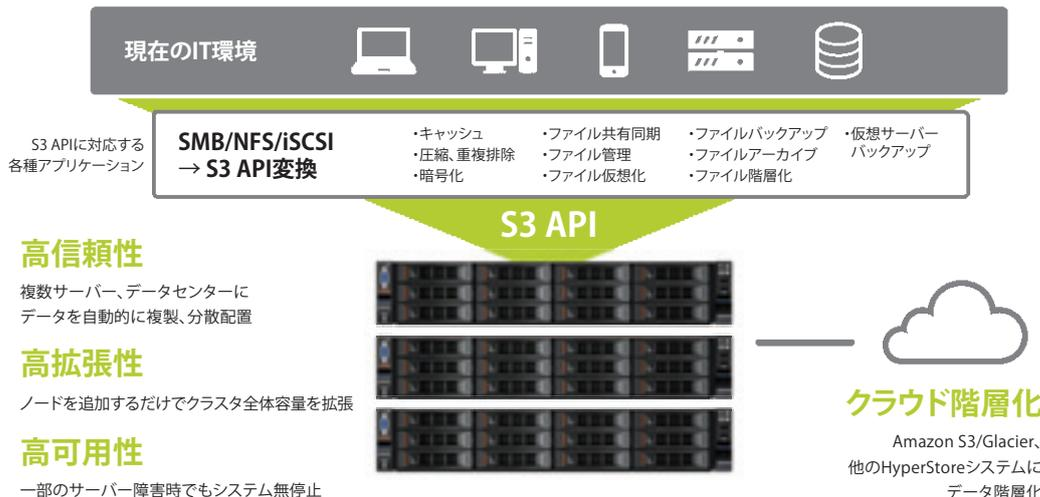 現在のIT環境
S3 APIに対応する
各種アプリケーション
SMB/NFS/iSCSI
→ S3 API変換
・キャッシュ
・圧縮、重複排除
・暗号化
・ファイル共有同期
・ファイル管理
・ファイル仮想化
・ファイルバックアップ
・ファイルアーカイブ
・ファイル階層化
・仮想サーバー
バックアップ
S3 API
高信頼性
複数サーバー、データセンターに
データを自動的に複製、分散配置
高拡張性
ノードを追加するだけでクラスタ全体容量を拡張
高可用性
一部のサーバー障害時でもシステム無停止
クラウド階層化
Amazon S3/Glacier、
他のHyperStoreシステムに
データ階層化